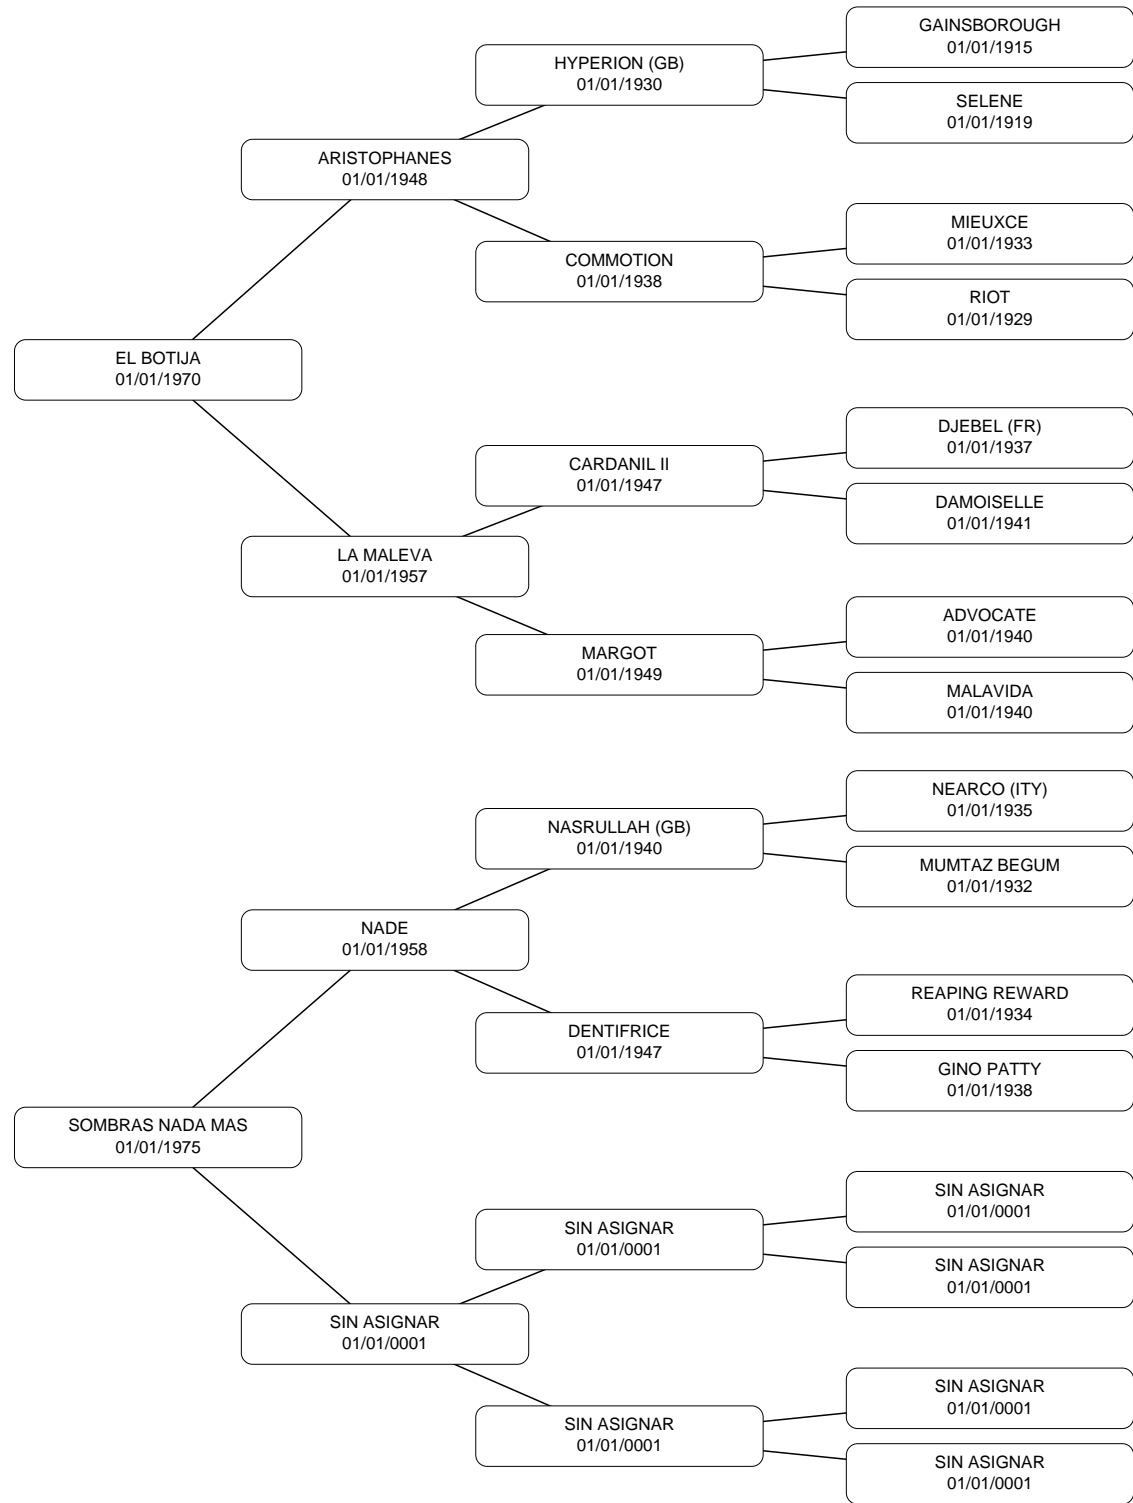 GAINSBOROUGH
01/01/1915
HYPERION (GB)
01/01/1930
SELENE
01/01/1919
ARISTOPHANES
01/01/1948
MIEUXCE
01/01/1933
COMMOTION
01/01/1938
RIOT
01/01/1929
EL BOTIJA
01/01/1970
DJEBEL (FR)
01/01/1937
CARDANIL II
01/01/1947
DAMOISELLE
01/01/1941
LA MALEVA
01/01/1957
ADVOCATE
01/01/1940
MARGOT
01/01/1949
MALAVIDA
01/01/1940
NEARCO (ITY)
01/01/1935
NASRULLAH (GB)
01/01/1940
MUMTAZ BEGUM
01/01/1932
NADE
01/01/1958
REAPING REWARD
01/01/1934
DENTIFRICE
01/01/1947
GINO PATTY
01/01/1938
SOMBRAS NADA MAS
01/01/1975
SIN ASIGNAR
01/01/0001
SIN ASIGNAR
01/01/0001
SIN ASIGNAR
01/01/0001
SIN ASIGNAR
01/01/0001
SIN ASIGNAR
01/01/0001
SIN ASIGNAR
01/01/0001
SIN ASIGNAR
01/01/0001